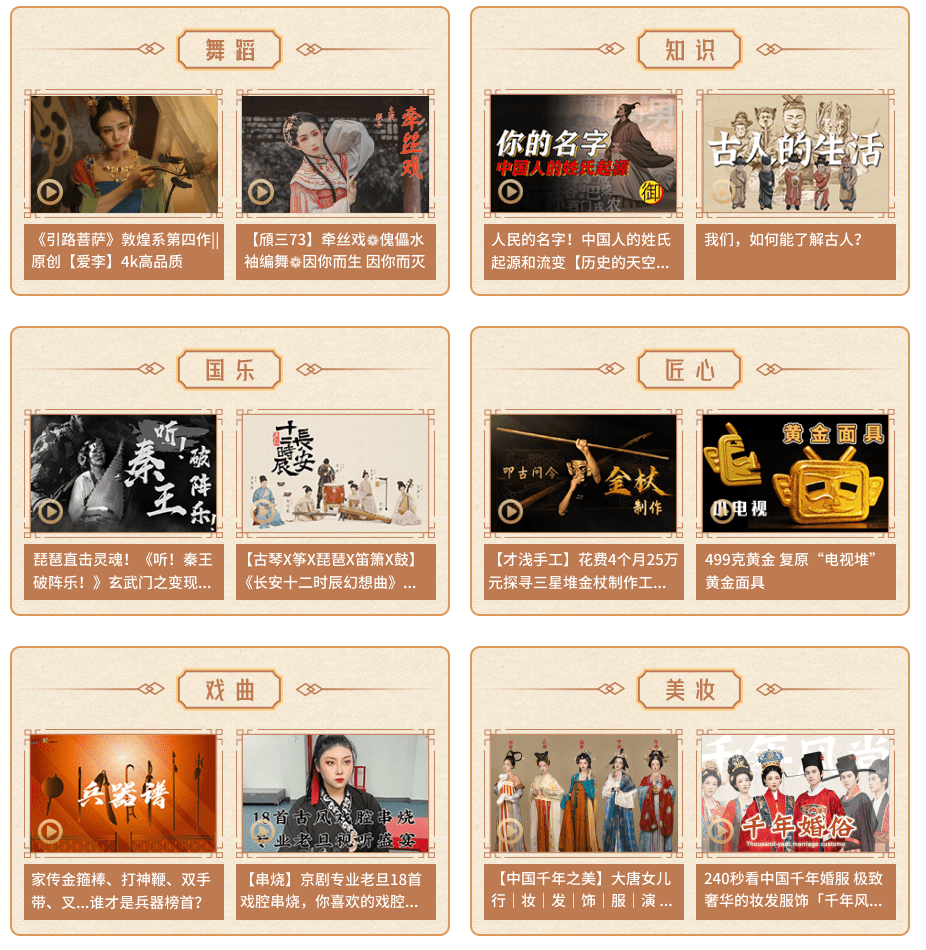 舞蹈
知识
牵丝戏
你的名字
中国人的姓氏起源
御
古人的生活
《引路菩萨》敦煌系第四作||
原创【爱李】4k高品质
【颀三73】牵丝戏❁傀儡水
袖编舞❁因你而生 因你而灭
人民的名字！中国人的姓氏
起源和流变【历史的天空...
我们，如何能了解古人？
国乐
匠心
听！
秦王
破阵乐！
長安
十二時辰
叩古问今
金杖
制作
黄金面具
小电视
琵琶直击灵魂！《听！秦王
破阵乐！》玄武门之变现...
【古琴X筝X琵琶X笛箫X鼓】
《长安十二时辰幻想曲》...
【才浅手工】花费4个月25万
元探寻三星堆金杖制作工...
499克黄金 复原“电视堆”
黄金面具
戏曲
美妆
兵器谱
18首古风戏腔串烧
专业老旦视听盛宴
千年风尚
千年婚俗
Thousand-year marriage customs
家传金箍棒、打神鞭、双手
带、叉...谁才是兵器榜首？
【串烧】京剧专业老旦18首
戏腔串烧，你喜欢的戏腔...
【中国千年之美】大唐女儿
行｜妆｜发｜饰｜服｜演 ...
240秒看中国千年婚服 极致
奢华的妆发服饰「千年风...